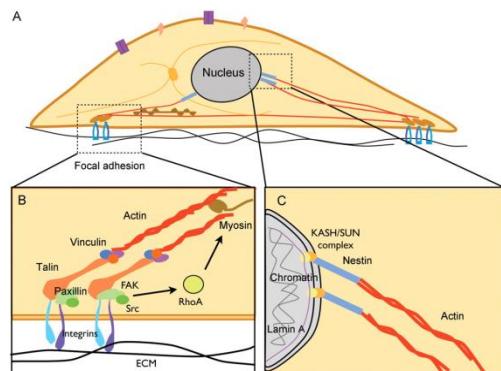 A
Nucleus
Focal adhesion
B
Actin
Vinculin
Myosin
Talin
Paxillin
FAK
Src
RhoA
Integrins
ECM
C
KASH/SUN
complex
Nestin
Chromatin
Lamin A
Actin